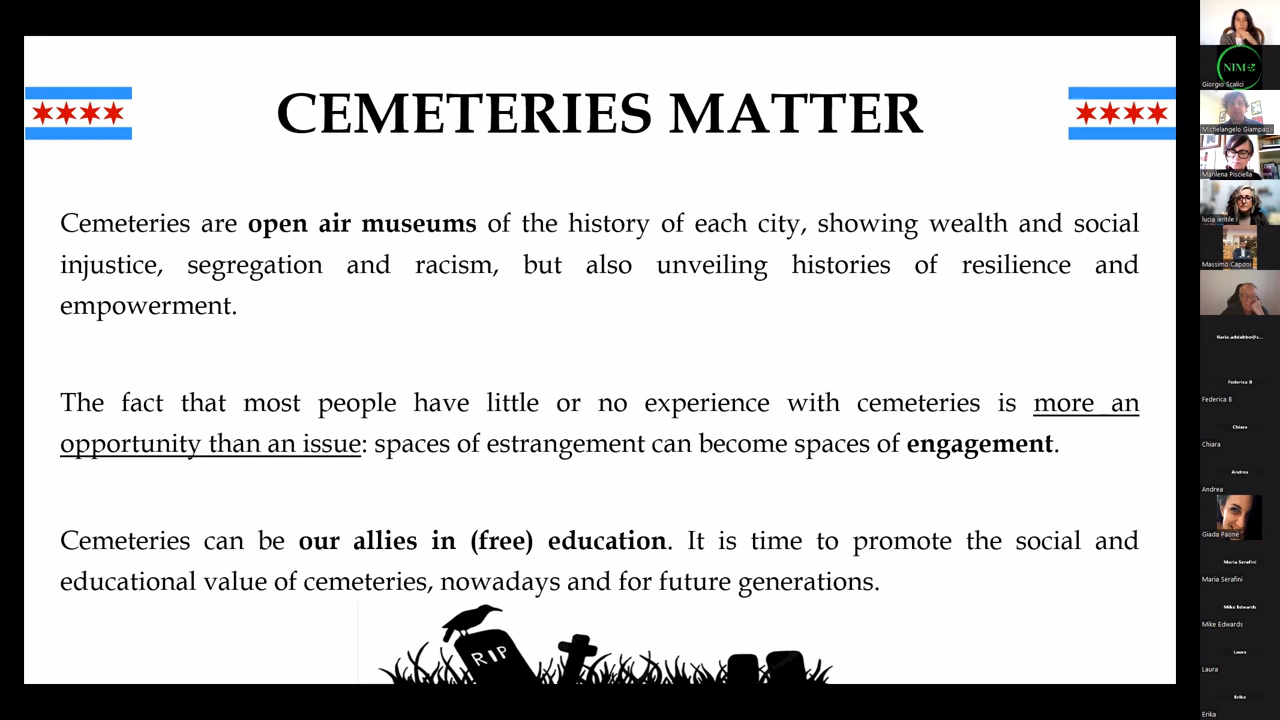 CEMETERIES MATTER
Cemeteries are open air museums of the history of each city, showing wealth and social
injustice, segregation and racism, but also unveiling histories of resilience and
empowerment.
The fact that most people have little or no experience with cemeteries is more an
opportunity than an issue: spaces of estrangement can become spaces of engagement.
Cemeteries can be our allies in (free) education. It is time to promote the social and
educational value of cemeteries, nowadays and for future generations.
RIP
NIM
Giorgio Scalici
Michelangelo Giampao
Marilena Pisciella
lucia
Massimo Caponi
Federica B
Federica B
Chiara
Chiara
Andrea
Andrea
Giada Paone
Maria Serafini
Maria Serafini
Mike Edwards
Mike Edwards
Laura
Laura
Erika
Erika